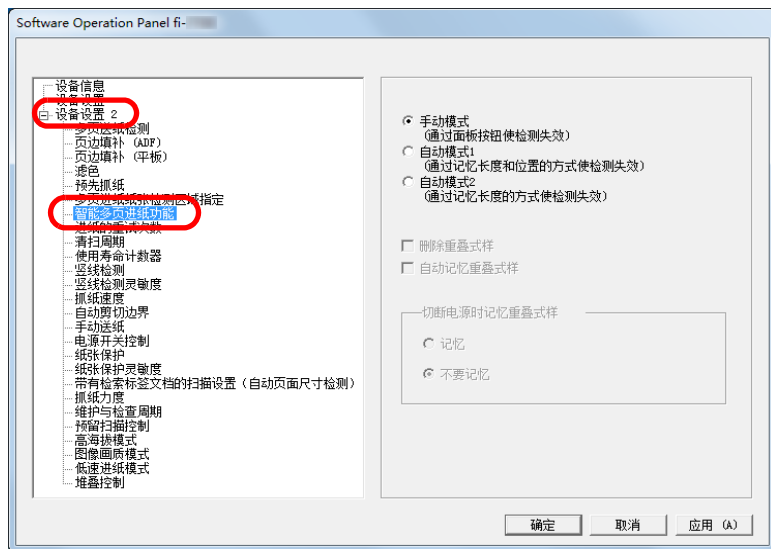 Software Operation Panel fi-
设备信息
设备设置
设备设置 2
多页送纸检测
页边填补 (ADF)
页边填补 (平板)
滤色
预先抓纸
多页进纸纸张检测区域指定
智能多页进纸功能
进纸的重试次数
清扫周期
使用寿命计数器
竖线检测
竖线检测灵敏度
抓纸速度
自动剪切边界
手动送纸
电源开关控制
纸张保护
纸张保护灵敏度
带有检索标签文档的扫描设置(自动页面尺寸检测)
抓纸力度
维护与检查周期
预留扫描控制
高海拔模式
图像画质模式
低速进纸模式
堆叠控制
手动模式
(通过面板按钮使检测失效)
自动模式1
(通过记忆长度和位置的方式使检测失效)
自动模式2
(通过记忆长度的方式使检测失效)
删除重叠式样
自动记忆重叠式样
切断电源时记忆重叠式样
记忆
不要记忆
确定
取消
应用 (A)